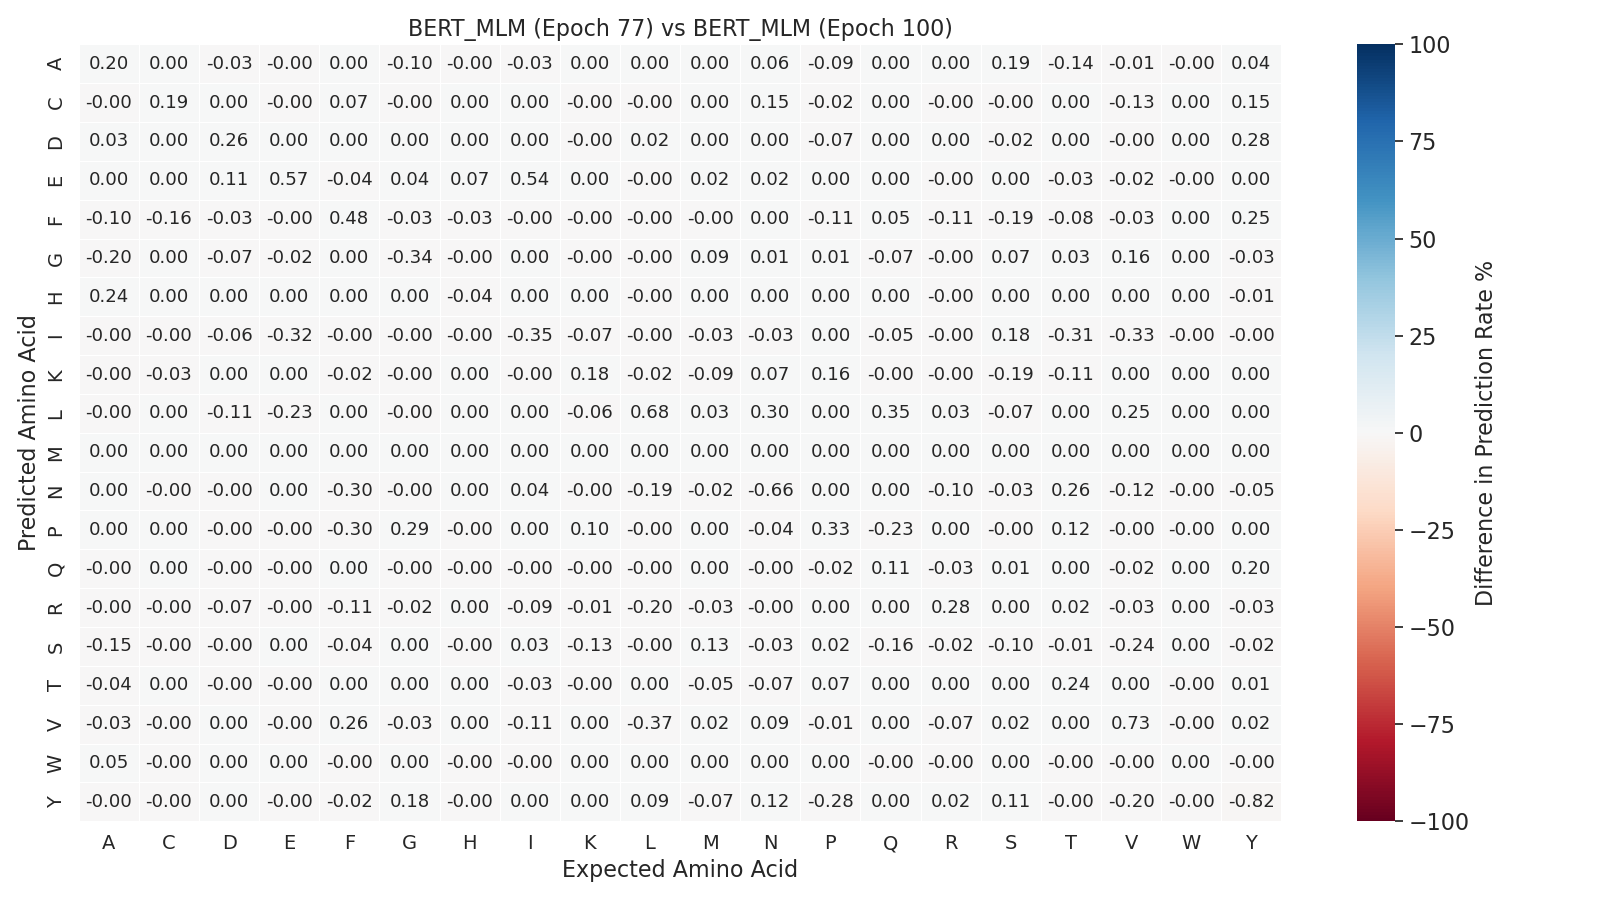 BERT_MLM (Epoch 77) vs BERT_MLM (Epoch 100)
A 0.20 0.00 -0.03 -0.00 0.00 -0.10 -0.00 -0.03 0.00 0.00 0.00 0.06 -0.09 0.00 0.00 0.19 -0.14 -0.01 -0.00 0.04
C -0.00 0.19 0.00 -0.00 0.07 -0.00 0.00 0.00 -0.00 -0.00 0.00 0.15 -0.02 0.00 -0.00 -0.00 0.00 -0.13 0.00 0.15
D 0.03 0.00 0.26 0.00 0.00 0.00 0.00 0.00 -0.00 0.02 0.00 0.00 -0.07 0.00 0.00 -0.02 0.00 -0.00 0.00 0.28
E 0.00 0.00 0.11 0.57 -0.04 0.04 0.07 0.54 0.00 -0.00 0.02 0.02 0.00 0.00 -0.00 0.00 -0.03 -0.02 -0.00 0.00
F -0.10 -0.16 -0.03 -0.00 0.48 -0.03 -0.03 -0.00 -0.00 -0.00 -0.00 0.00 -0.11 0.05 -0.11 -0.19 -0.08 -0.03 0.00 0.25
G -0.20 0.00 -0.07 -0.02 0.00 -0.34 -0.00 0.00 -0.00 -0.00 0.09 0.01 0.01 -0.07 -0.00 0.07 0.03 0.16 0.00 -0.03
H 0.24 0.00 0.00 0.00 0.00 0.00 -0.04 0.00 0.00 -0.00 0.00 0.00 0.00 0.00 -0.00 0.00 0.00 0.00 0.00 -0.01
I -0.00 -0.00 -0.06 -0.32 -0.00 -0.00 -0.00 -0.35 -0.07 -0.00 -0.03 -0.03 0.00 -0.05 -0.00 0.18 -0.31 -0.33 -0.00 -0.00
K -0.00 -0.03 0.00 0.00 -0.02 -0.00 0.00 -0.00 0.18 -0.02 -0.09 0.07 0.16 -0.00 -0.00 -0.19 -0.11 0.00 0.00 0.00
L -0.00 0.00 -0.11 -0.23 0.00 -0.00 0.00 0.00 -0.06 0.68 0.03 0.30 0.00 0.35 0.03 -0.07 0.00 0.25 0.00 0.00
M 0.00 0.00 0.00 0.00 0.00 0.00 0.00 0.00 0.00 0.00 0.00 0.00 0.00 0.00 0.00 0.00 0.00 0.00 0.00 0.00
N 0.00 -0.00 -0.00 0.00 -0.30 -0.00 0.00 0.04 -0.00 -0.19 -0.02 -0.66 0.00 0.00 -0.10 -0.03 0.26 -0.12 -0.00 -0.05
P 0.00 0.00 -0.00 -0.00 -0.30 0.29 -0.00 0.00 0.10 -0.00 0.00 -0.04 0.33 -0.23 0.00 -0.00 0.12 -0.00 -0.00 0.00
Q -0.00 0.00 -0.00 -0.00 0.00 -0.00 -0.00 -0.00 -0.00 -0.00 0.00 -0.00 -0.02 0.11 -0.03 0.01 0.00 -0.02 0.00 0.20
R -0.00 -0.00 -0.07 -0.00 -0.11 -0.02 0.00 -0.09 -0.01 -0.20 -0.03 -0.00 0.00 0.00 0.28 0.00 0.02 -0.03 0.00 -0.03
S -0.15 -0.00 -0.00 0.00 -0.04 0.00 -0.00 0.03 -0.13 -0.00 0.13 -0.03 0.02 -0.16 -0.02 -0.10 -0.01 -0.24 0.00 -0.02
T -0.04 0.00 -0.00 -0.00 0.00 0.00 0.00 -0.03 -0.00 0.00 -0.05 -0.07 0.07 0.00 0.00 0.00 0.24 0.00 -0.00 0.01
V -0.03 -0.00 0.00 -0.00 0.26 -0.03 0.00 -0.11 0.00 -0.37 0.02 0.09 -0.01 0.00 -0.07 0.02 0.00 0.73 -0.00 0.02
W 0.05 -0.00 0.00 0.00 -0.00 0.00 -0.00 -0.00 0.00 0.00 0.00 0.00 0.00 -0.00 -0.00 0.00 -0.00 -0.00 0.00 -0.00
Y -0.00 -0.00 0.00 -0.00 -0.02 0.18 -0.00 0.00 0.00 0.09 -0.07 0.12 -0.28 0.00 0.02 0.11 -0.00 -0.20 -0.00 -0.82
A C D E F G H I K L M N P Q R S T V W Y
Expected Amino Acid
Predicted Amino Acid
100
75
50
25
0
−25
−50
−75
−100
Difference in Prediction Rate %